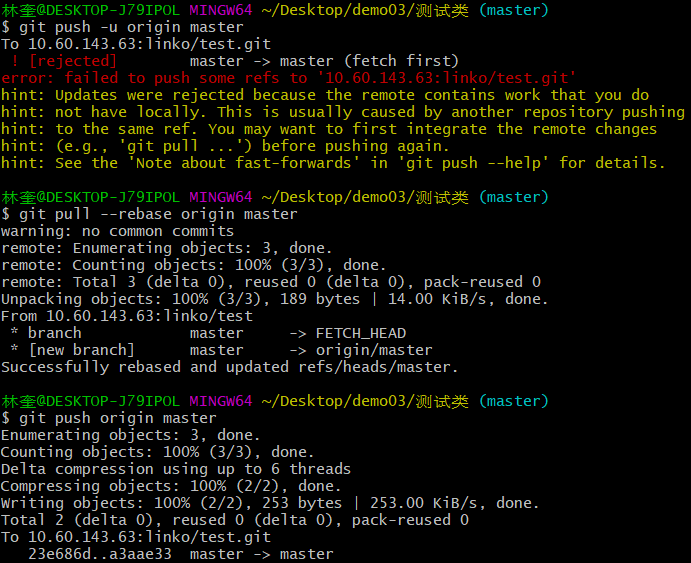 林奎@DESKTOP-J79IPOL MINGW64 ~/Desktop/demo03/测试类 (master)
$ git push -u origin master
To 10.60.143.63:linko/test.git
 ! [rejected]        master -> master (fetch first)
error: failed to push some refs to '10.60.143.63:linko/test.git'
hint: Updates were rejected because the remote contains work that you do
hint: not have locally. This is usually caused by another repository pushing
hint: to the same ref. You may want to first integrate the remote changes
hint: (e.g., 'git pull ...') before pushing again.
hint: See the 'Note about fast-forwards' in 'git push --help' for details.
林奎@DESKTOP-J79IPOL MINGW64 ~/Desktop/demo03/测试类 (master)
$ git pull --rebase origin master
warning: no common commits
remote: Enumerating objects: 3, done.
remote: Counting objects: 100% (3/3), done.
remote: Total 3 (delta 0), reused 0 (delta 0), pack-reused 0
Unpacking objects: 100% (3/3), 189 bytes | 14.00 KiB/s, done.
From 10.60.143.63:linko/test
 * branch            master     -> FETCH_HEAD
 * [new branch]      master     -> origin/master
Successfully rebased and updated refs/heads/master.
林奎@DESKTOP-J79IPOL MINGW64 ~/Desktop/demo03/测试类 (master)
$ git push origin master
Enumerating objects: 3, done.
Counting objects: 100% (3/3), done.
Delta compression using up to 6 threads
Compressing objects: 100% (2/2), done.
Writing objects: 100% (2/2), 253 bytes | 253.00 KiB/s, done.
Total 2 (delta 0), reused 0 (delta 0), pack-reused 0
To 10.60.143.63:linko/test.git
   23e686d..a3aae33  master -> master